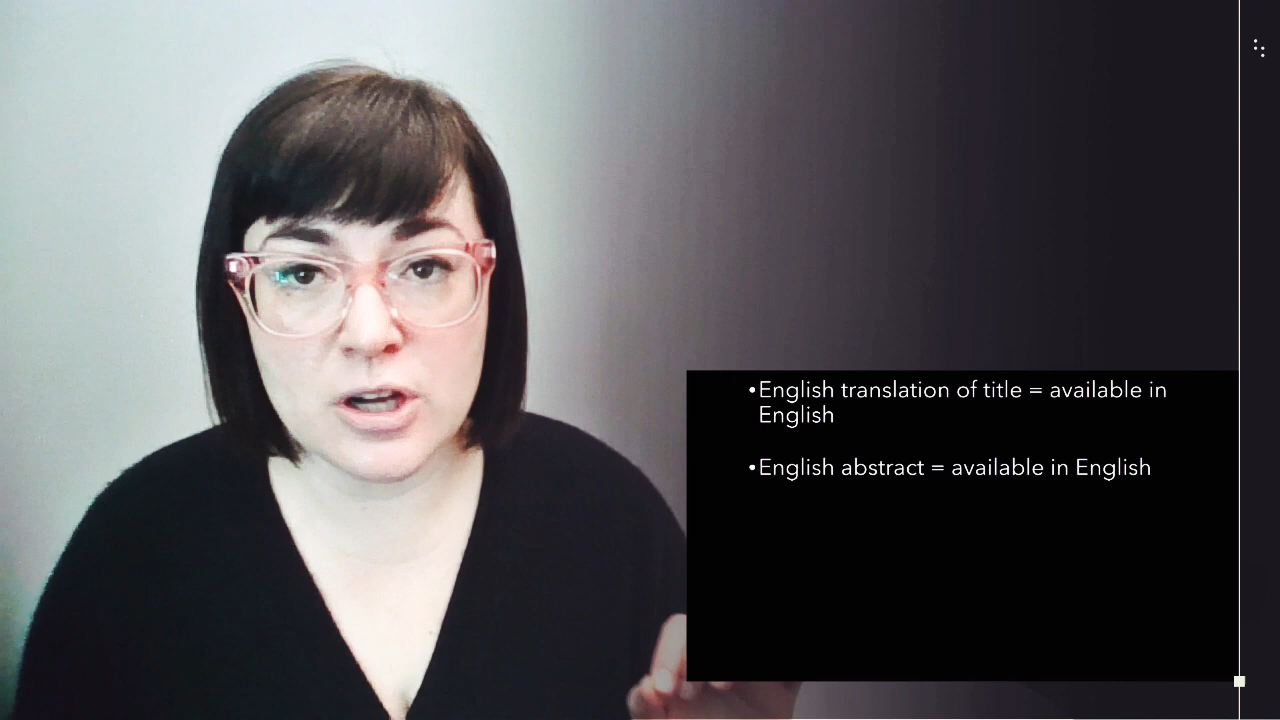 •English translation of title = available in
English
•English abstract = available in English